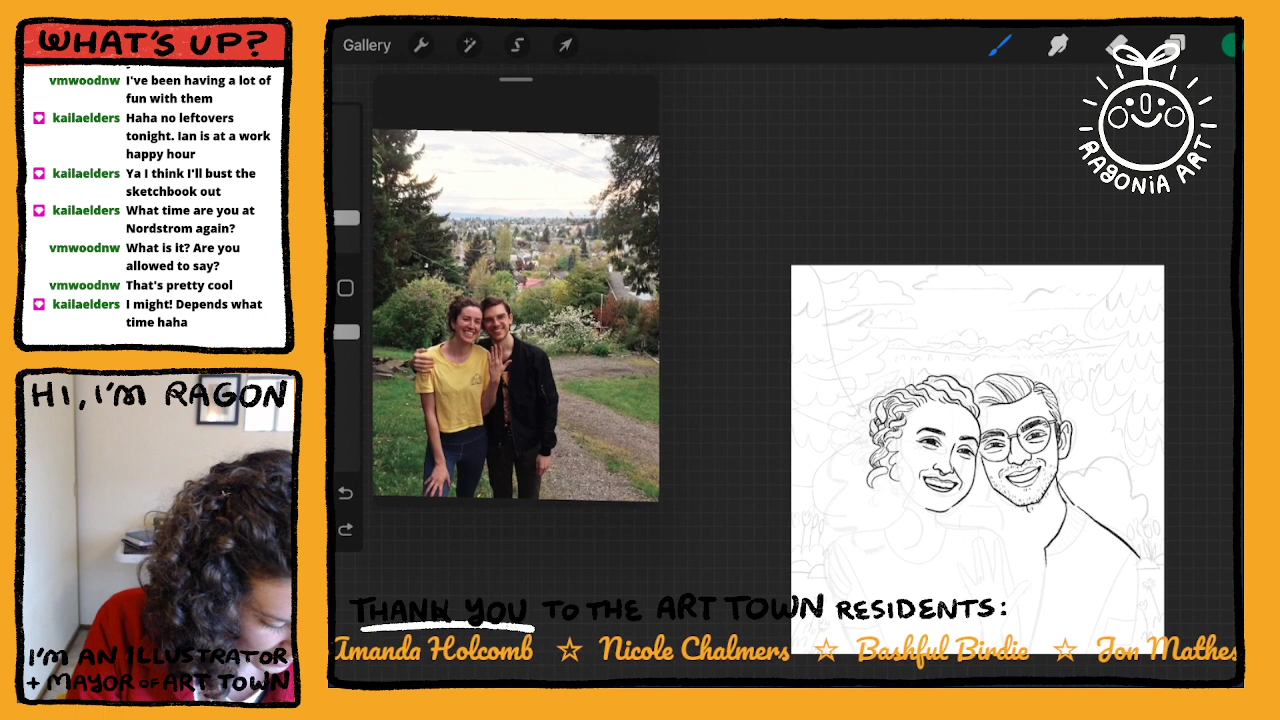 WHAT'S UP?
vmwoodnw I've been having a lot of
fun with them
kailaelders Haha no leftovers
tonight. Ian is at a work
happy hour
kailaelders Ya I think I'll bust the
sketchbook out
kailaelders What time are you at
Nordstrom again?
vmwoodnw What is it? Are you
allowed to say?
vmwoodnw That's pretty cool
kailaelders I might! Depends what
time haha
HI, I'M RAGON
I'M AN ILLUSTRATOR
+ MAYOR OF ART TOWN
Gallery
RAGONIA ART
THANK YOU TO THE ART TOWN RESIDENTS:
Amanda Holcomb ☆ Nicole Chalmers ☆ Bashful Birdie ☆ Jon Mathes